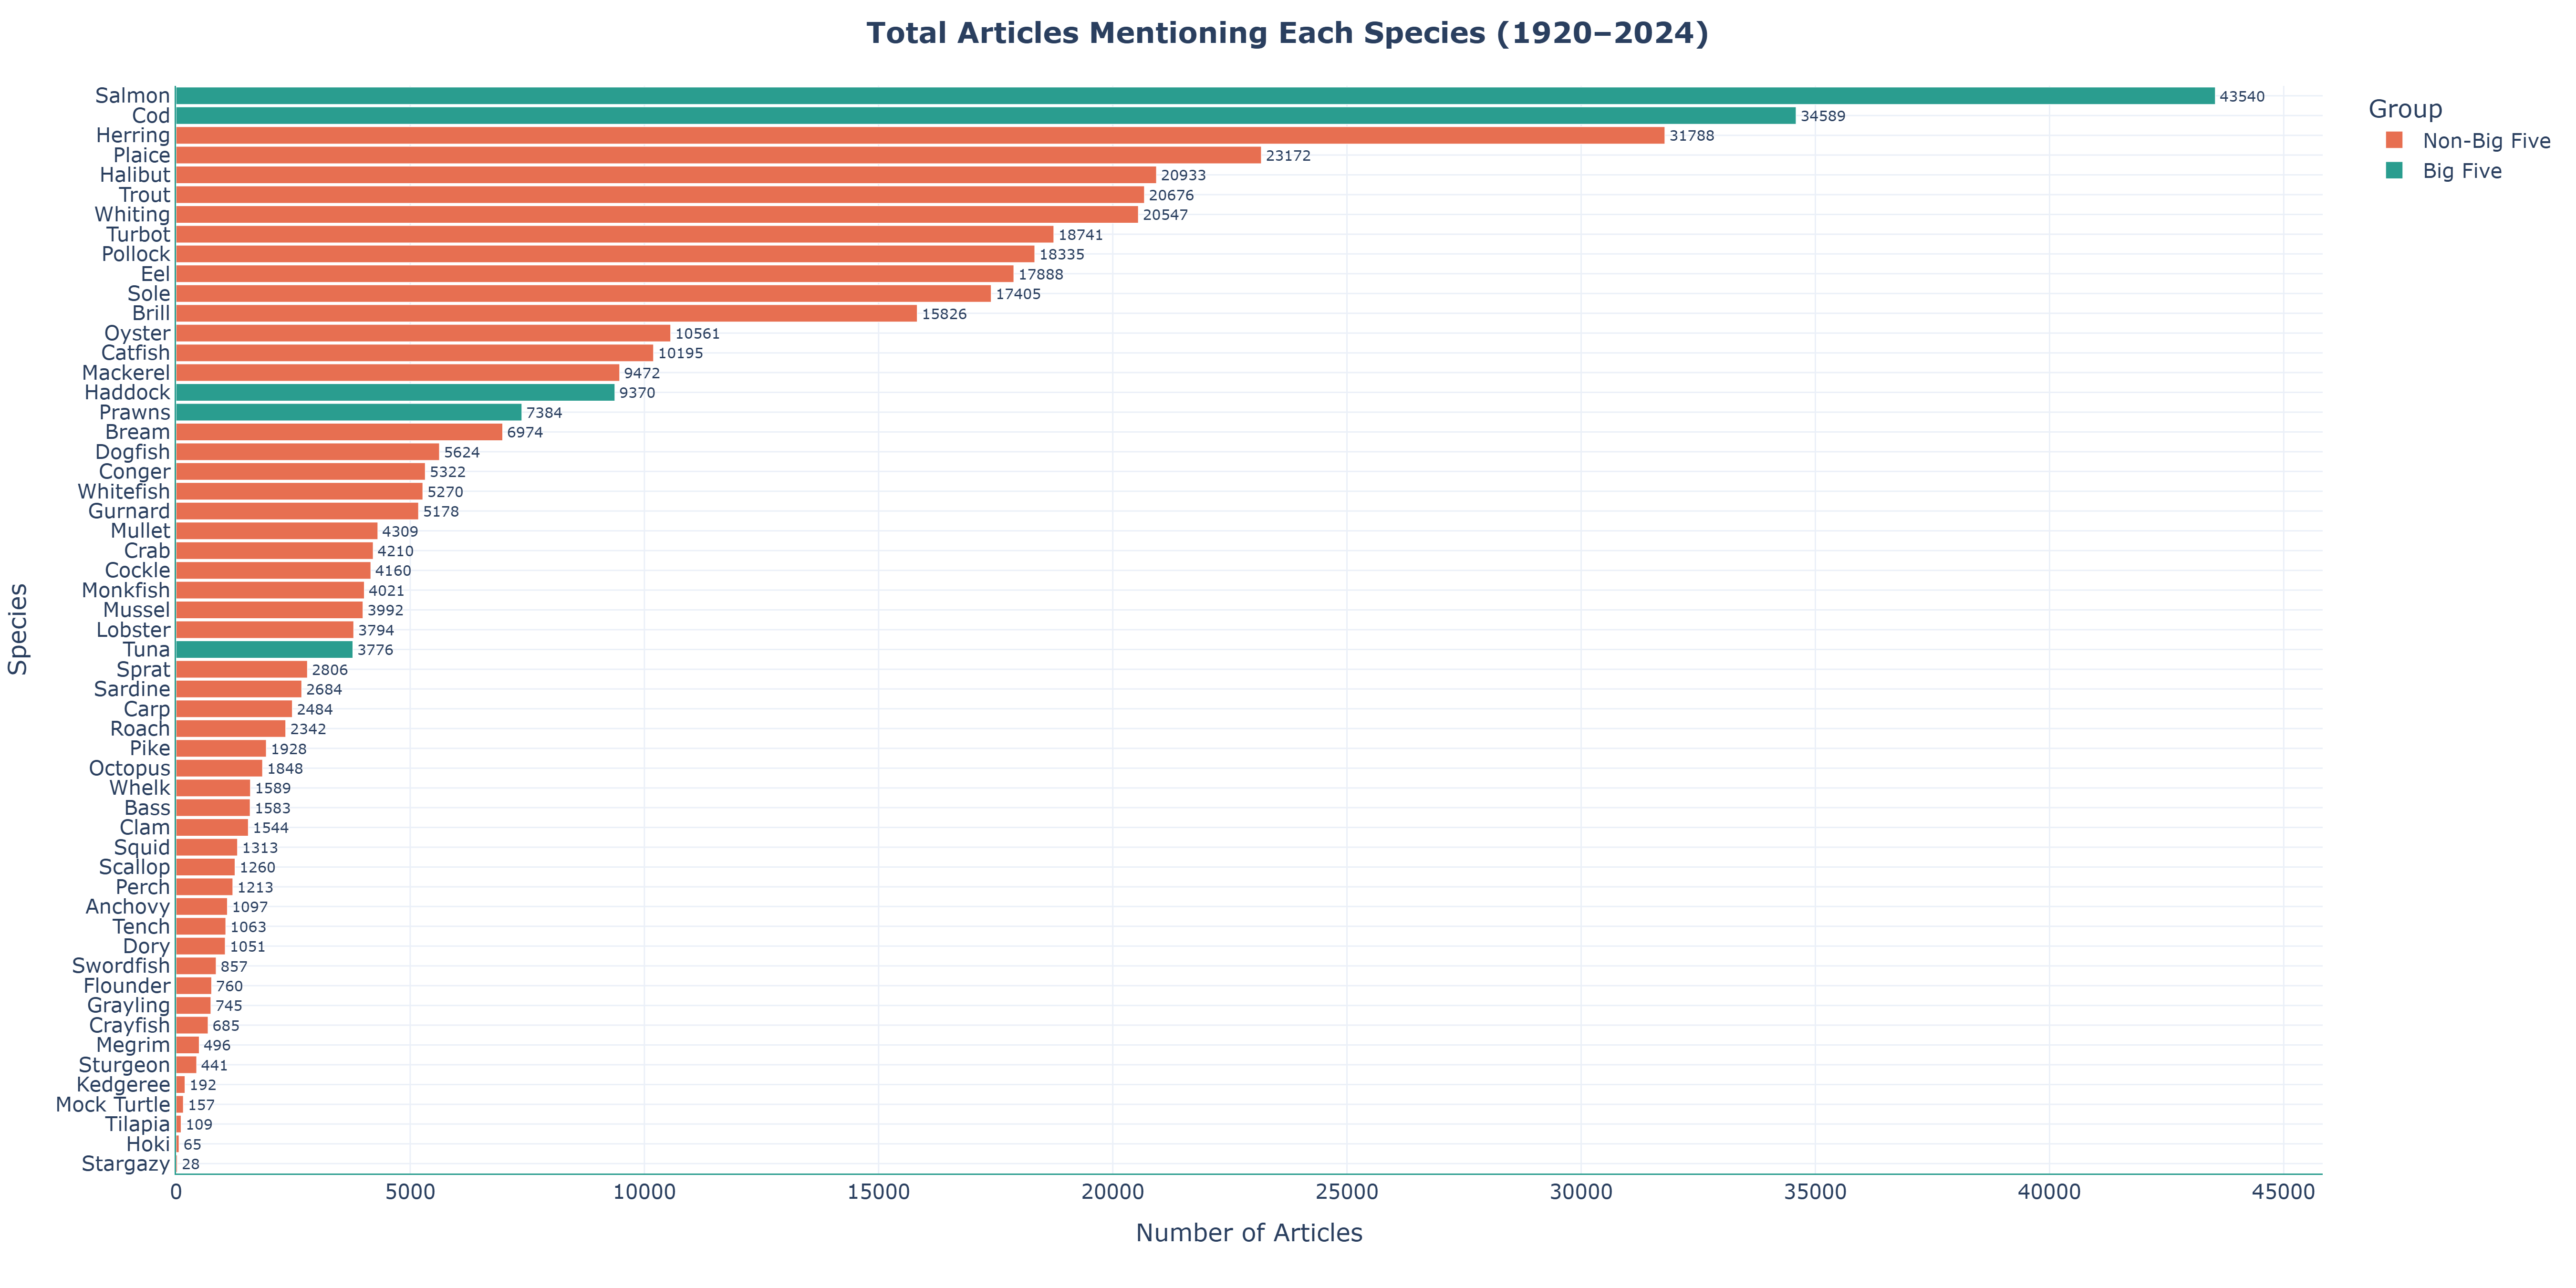 Total Articles Mentioning Each Species (1920–2024)
Species
Salmon 43540
Cod 34589
Herring 31788
Plaice 23172
Halibut 20933
Trout 20676
Whiting 20547
Turbot 18741
Pollock 18335
Eel 17888
Sole 17405
Brill 15826
Oyster 10561
Catfish 10195
Mackerel 9472
Haddock 9370
Prawns 7384
Bream 6974
Dogfish 5624
Conger 5322
Whitefish 5270
Gurnard 5178
Mullet 4309
Crab 4210
Cockle 4160
Monkfish 4021
Mussel 3992
Lobster 3794
Tuna 3776
Sprat 2806
Sardine 2684
Carp 2484
Roach 2342
Pike 1928
Octopus 1848
Whelk 1589
Bass 1583
Clam 1544
Squid 1313
Scallop 1260
Perch 1213
Anchovy 1097
Tench 1063
Dory 1051
Swordfish 857
Flounder 760
Grayling 745
Crayfish 685
Megrim 496
Sturgeon 441
Kedgeree 192
Mock Turtle 157
Tilapia 109
Hoki 65
Stargazy 28
0 5000 10000 15000 20000 25000 30000 35000 40000 45000
Number of Articles
Group
Non-Big Five
Big Five